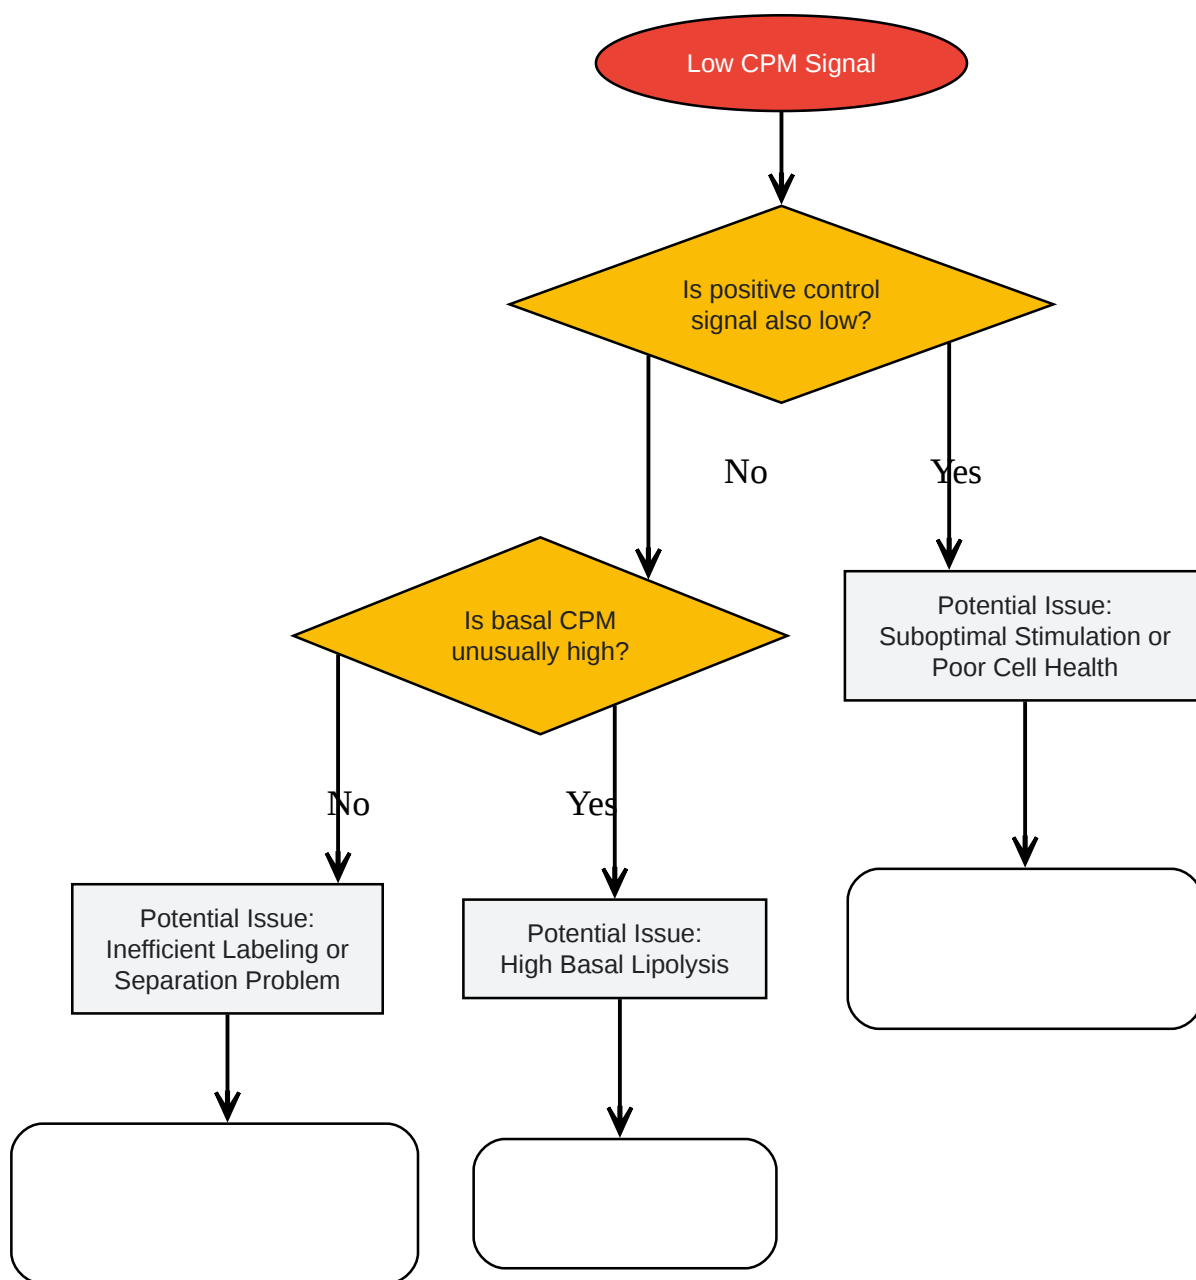 Low CPM Signal
Is positive control
signal also low?
No
Yes
Is basal CPM
unusually high?
Potential Issue:
Suboptimal Stimulation or
Poor Cell Health
No
Yes
Potential Issue:
Inefficient Labeling or
Separation Problem
Potential Issue:
High Basal Lipolysis